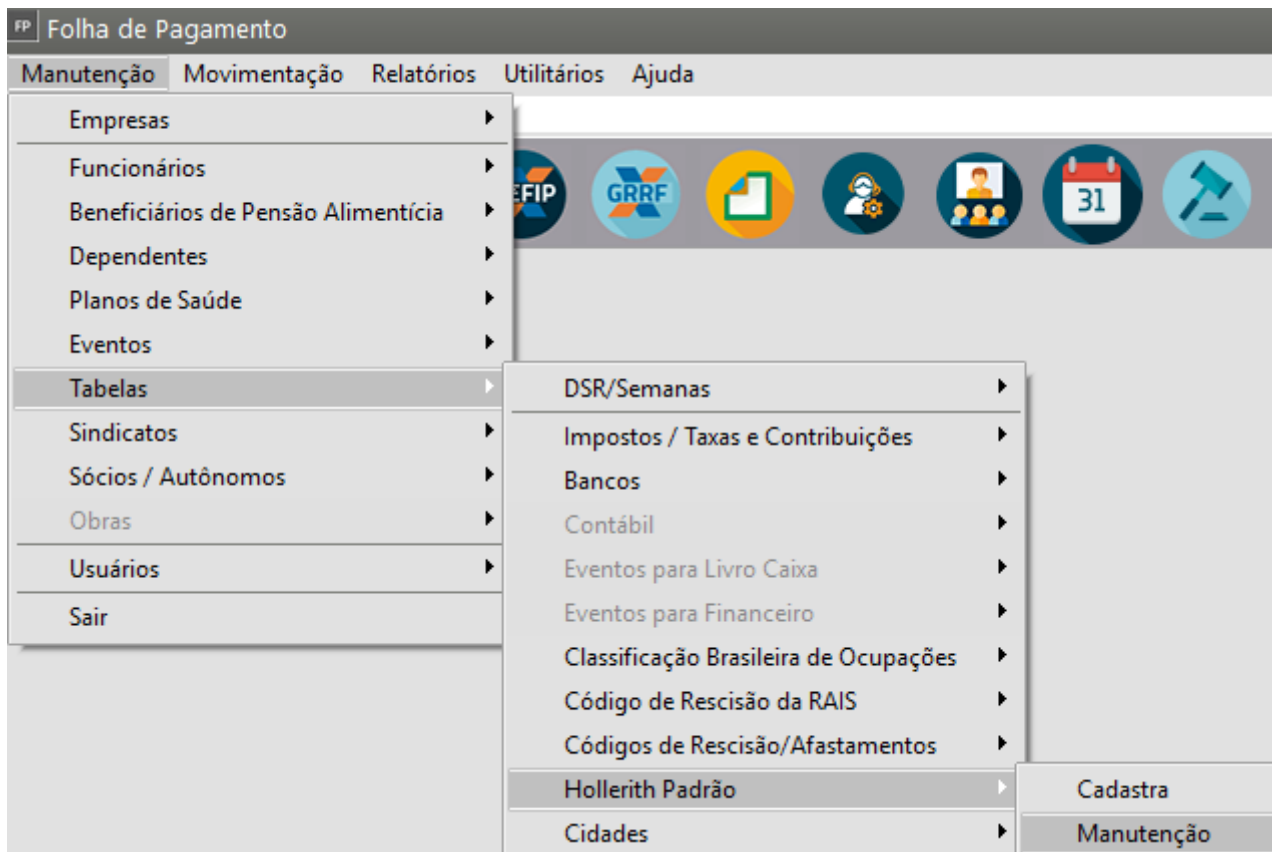 FP Folha de Pagamento
Manutenção Movimentação Relatórios Utilitários Ajuda
Empresas
Funcionários
Beneficiários de Pensão Alimentícia
Dependentes
Planos de Saúde
Eventos
Tabelas
Sindicatos
Sócios / Autônomos
Obras
Usuários
Sair
EFIP
GRRF
31
DSR/Semanas
Impostos / Taxas e Contribuições
Bancos
Contábil
Eventos para Livro Caixa
Eventos para Financeiro
Classificação Brasileira de Ocupações
Código de Rescisão da RAIS
Códigos de Rescisão/Afastamentos
Hollerith Padrão
Cidades
Cadastra
Manutenção